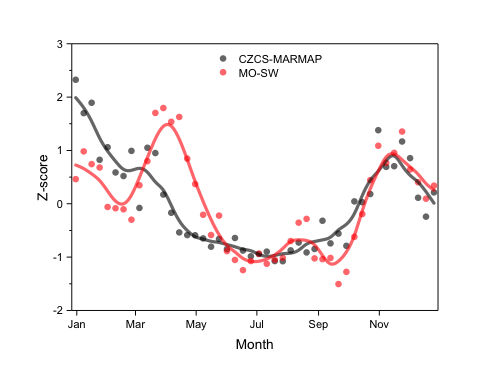 3
CZCS-MARMAP
MO-SW
2
1
0
-1
-2
Z-score
Jan Mar May Jul Sep Nov
Month